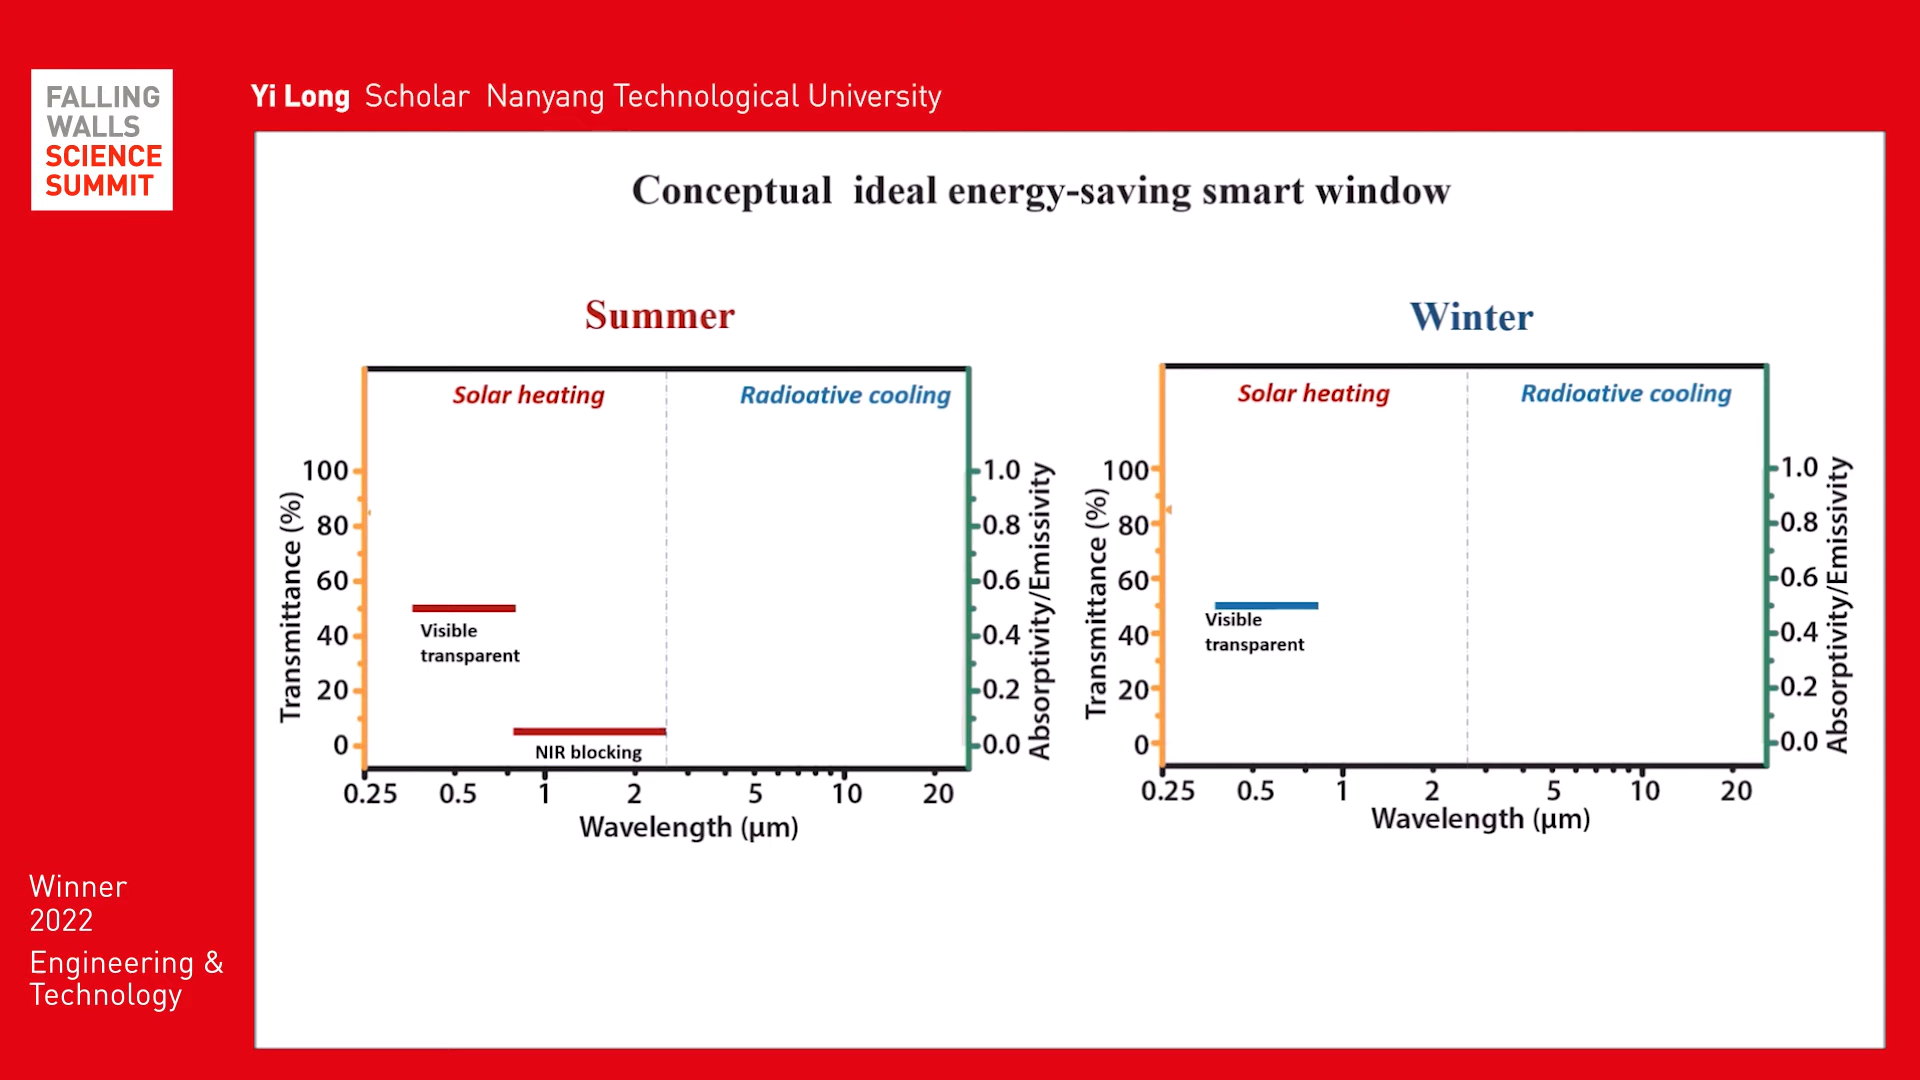 FALLING
WALLS
SCIENCE
SUMMIT
Yi Long Scholar Nanyang Technological University
Conceptual ideal energy-saving smart window
Summer
Solar heating
Radioative cooling
Transmittance (%)
100
80
60
40
20
0
Visible
transparent
NIR blocking
1.0
0.8
0.6
0.4
0.2
0.0
Absorptivity/Emissivity
0.25 0.5 1 2 5 10 20
Wavelength (μm)
Winter
Solar heating
Radioative cooling
Transmittance (%)
100
80
60
40
20
0
Visible
transparent
1.0
0.8
0.6
0.4
0.2
0.0
Absorptivity/Emissivity
0.25 0.5 1 2 5 10 20
Wavelength (μm)
Winner
2022
Engineering &
Technology